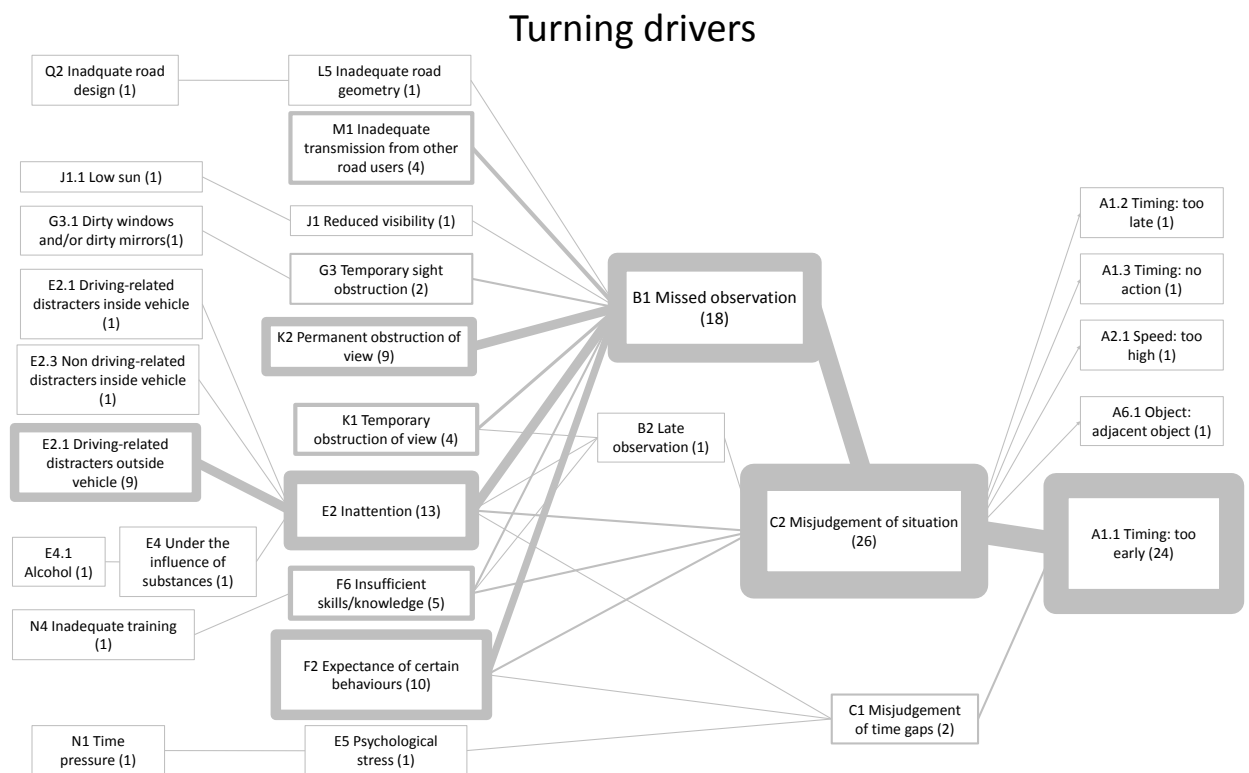 Turning drivers
Q2 Inadquate road
design (1)
L5 Inadequate road
geometry (1)
M1 Inadequate
transmission from other
road users (4)
J1.1 Low sun (1)
G3.1 Dirty windows
and/or dirty mirrors(1)
J1 Reduced visibility (1)
G3 Temporary sight
obstruction (2)
E2.1 Driving-related
distracters inside vehicle
(1)
K2 Permanent obstruction of
view (9)
E2.3 Non driving-related
distracters inside vehicle
(1)
K1 Temporary
obstruction of view (4)
E2.1 Driving-related
distracters outside
vehicle (9)
E2 Inattention (13)
E4.1
Alcohol (1)
E4 Under the
influence of
substances (1)
F6 Insufficient
skills/knowledge (5)
N4 Inadequate training
(1)
F2 Expectance of certain
behaviours (10)
N1 Time
pressure (1)
E5 Psychological
stress (1)
B1 Missed observation
(18)
B2 Late
observation (1)
C2 Misjudgement of situation
(26)
C1 Misjudgement
of time gaps (2)
A1.2 Timing: too
late (1)
A1.3 Timing: no
action (1)
A2.1 Speed: too
high (1)
A6.1 Object:
adjacent object (1)
A1.1 Timing: too
early (24)